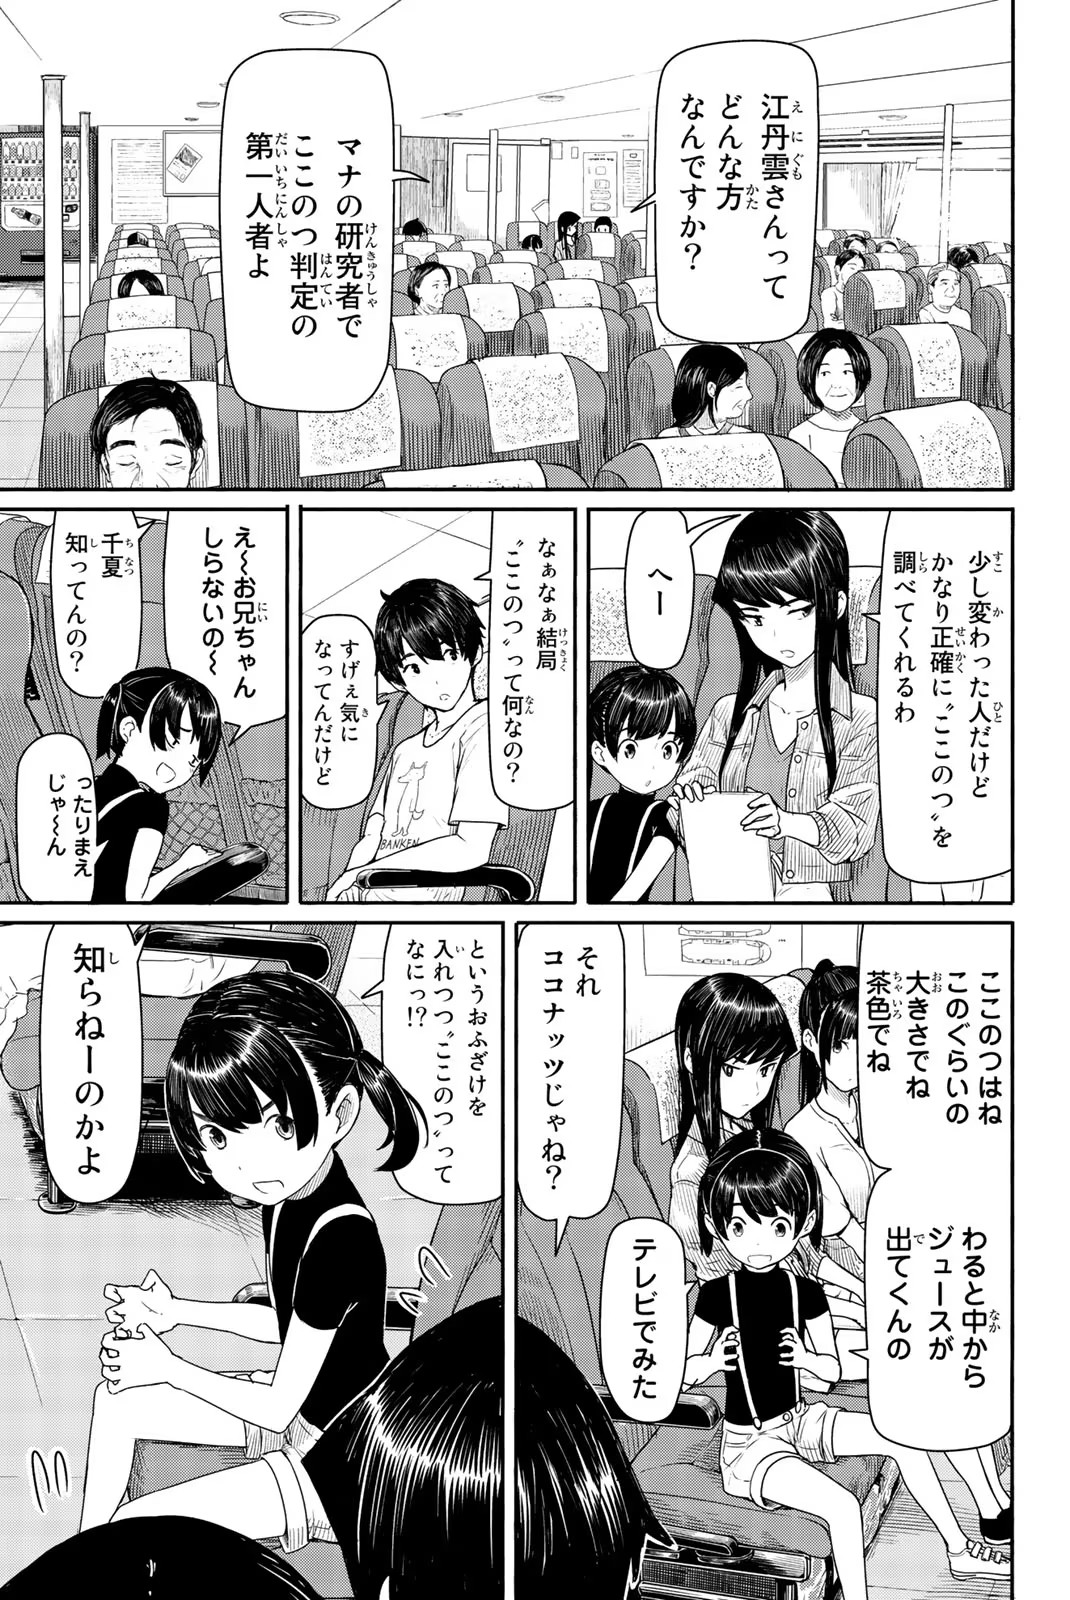 江丹雲さんって
どんな方
なんですか？
マナの研究者で
ここのつ判定の
第一人者よ
少し変わった人だけど
かなり正確に〝ここのつ〟を
調べてくれるわ
へー
なぁなぁ結局
〝ここのつ〟って何なの？
すげぇ気に
なってんだけど
BANKEN
え〜お兄ちゃん
しらないの〜
千夏
知ってんの？
ったりまえ
じゃ〜ん
ここのつはね
このぐらいの
大きさでね
茶色でね
わると中から
ジュースが
出てくんの
それ
ココナッツじゃね？
テレビでみた
というおふざけを
入れつつ〝ここのつ〟って
なにっ!?
知らねーのかよ